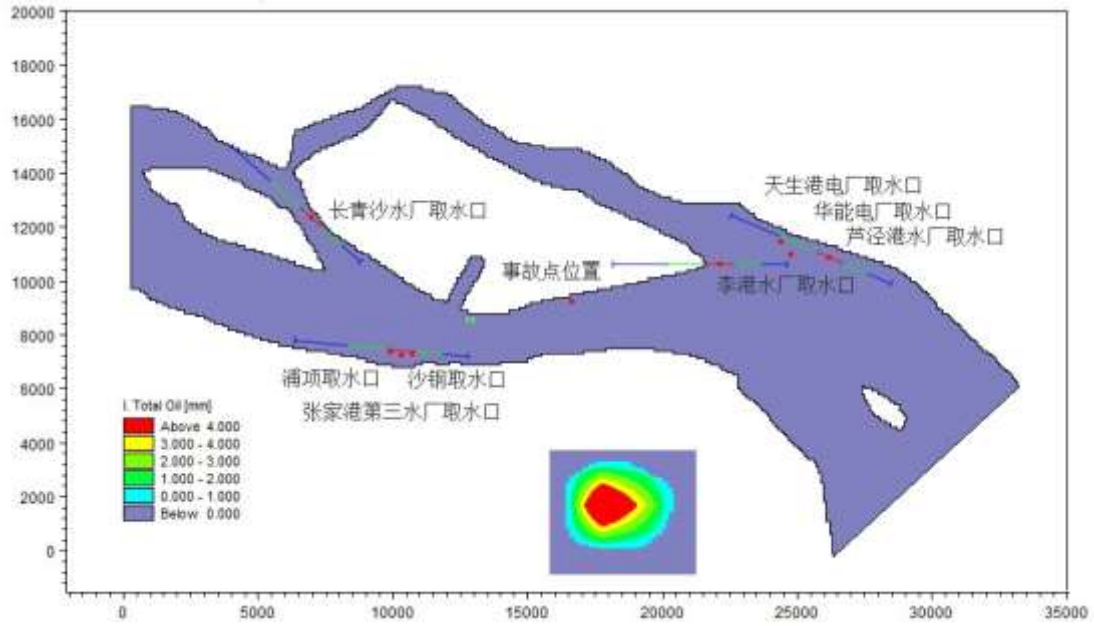 20000
18000
16000
14000
12000
10000
8000
6000
4000
2000
0
长青沙水厂取水口
天生港电厂取水口
华能电厂取水口
芦泾港水厂取水口
事故点位置
李港水厂取水口
浦项取水口 沙钢取水口
张家港第三水厂取水口
I. Total Oil [mm]
Above 4.000
3.000 - 4.000
2.000 - 3.000
1.000 - 2.000
0.000 - 1.000
Below 0.000
0 5000 10000 15000 20000 25000 30000 35000